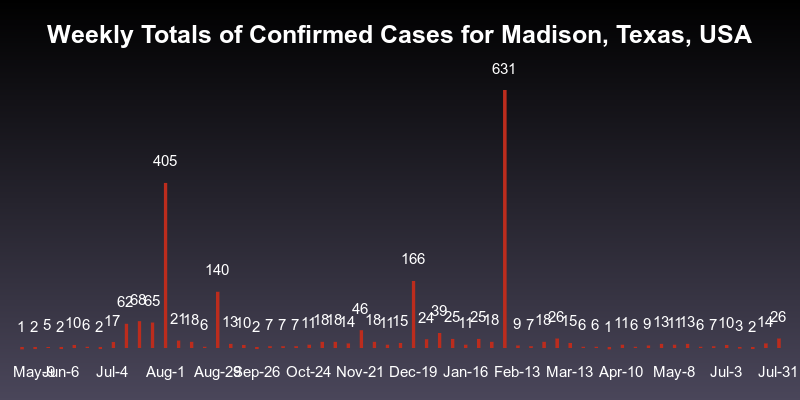 Weekly Totals of Confirmed Cases for Madison, Texas, USA
631
405
166
140
1 2 5 2 10 6 2 17 62 68 65 21 18 6 13 10 2 7 7 7 11 18 18 14 46 18 11 15 24 39 25 11 25 18 9 7 18 26 15 6 6 1 11 6 9 13 11 13 6 7 10 3 2 14 26
May-9 Jun-6 Jul-4 Aug-1 Aug-29 Sep-26 Oct-24 Nov-21 Dec-19 Jan-16 Feb-13 Mar-13 Apr-10 May-8 Jul-3 Jul-31